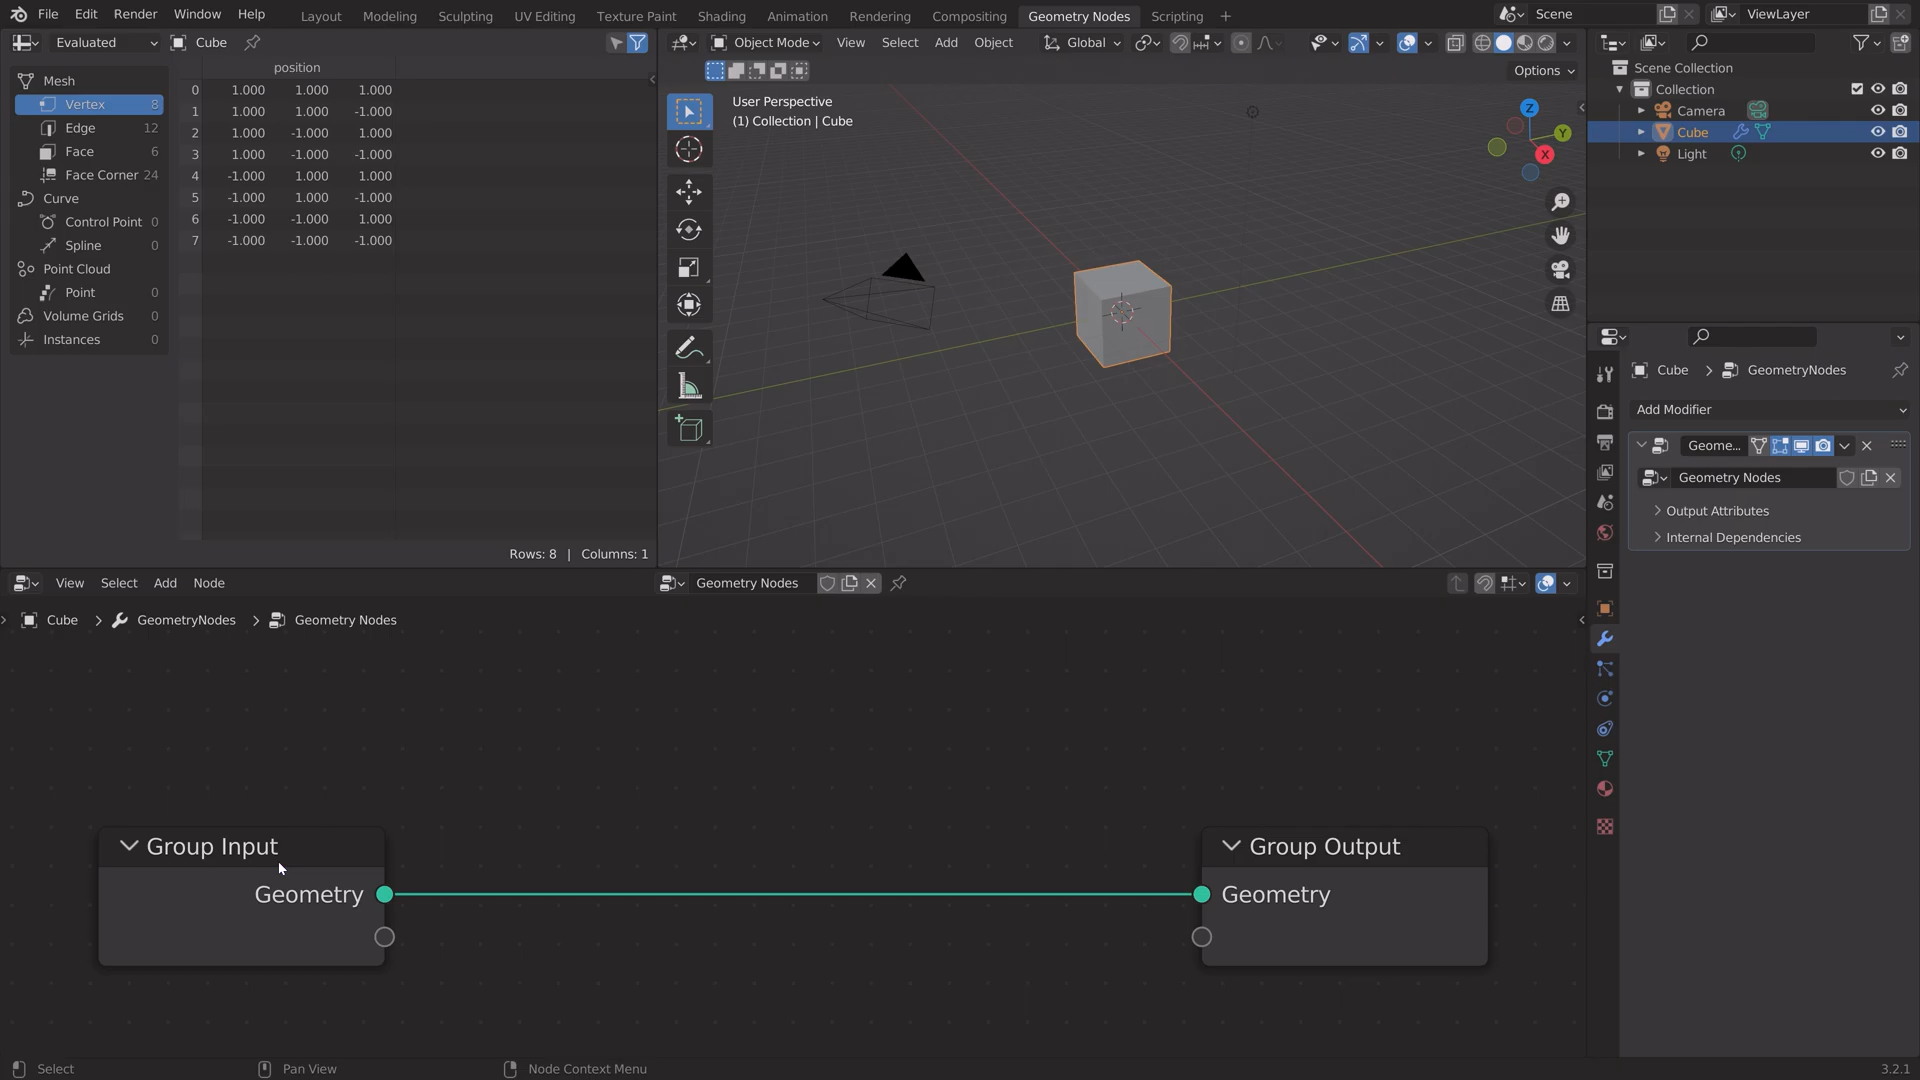 File Edit Render Window Help Layout Modeling Sculpting UV Editing Texture Paint Shading Animation Rendering Compositing Geometry Nodes Scripting + Scene ViewLayer
Evaluated Cube
position
Mesh
Vertex 8
Edge 12
Face 6
Face Corner 24
Curve
Control Point 0
Spline 0
Point Cloud
Point 0
Volume Grids 0
Instances 0
0 1.000 1.000 1.000
1 1.000 1.000 -1.000
2 1.000 -1.000 1.000
3 1.000 -1.000 -1.000
4 -1.000 1.000 1.000
5 -1.000 1.000 -1.000
6 -1.000 -1.000 1.000
7 -1.000 -1.000 -1.000
Rows: 8 | Columns: 1
Object Mode View Select Add Object Global
Options
User Perspective
(1) Collection | Cube
Z
Y
X
Scene Collection
Collection
Camera
Cube
Light
Cube > GeometryNodes
Add Modifier
Geome...
Geometry Nodes
Output Attributes
Internal Dependencies
View Select Add Node Geometry Nodes
Cube > GeometryNodes > Geometry Nodes
Group Input
Geometry
Group Output
Geometry
Select Pan View Node Context Menu 3.2.1